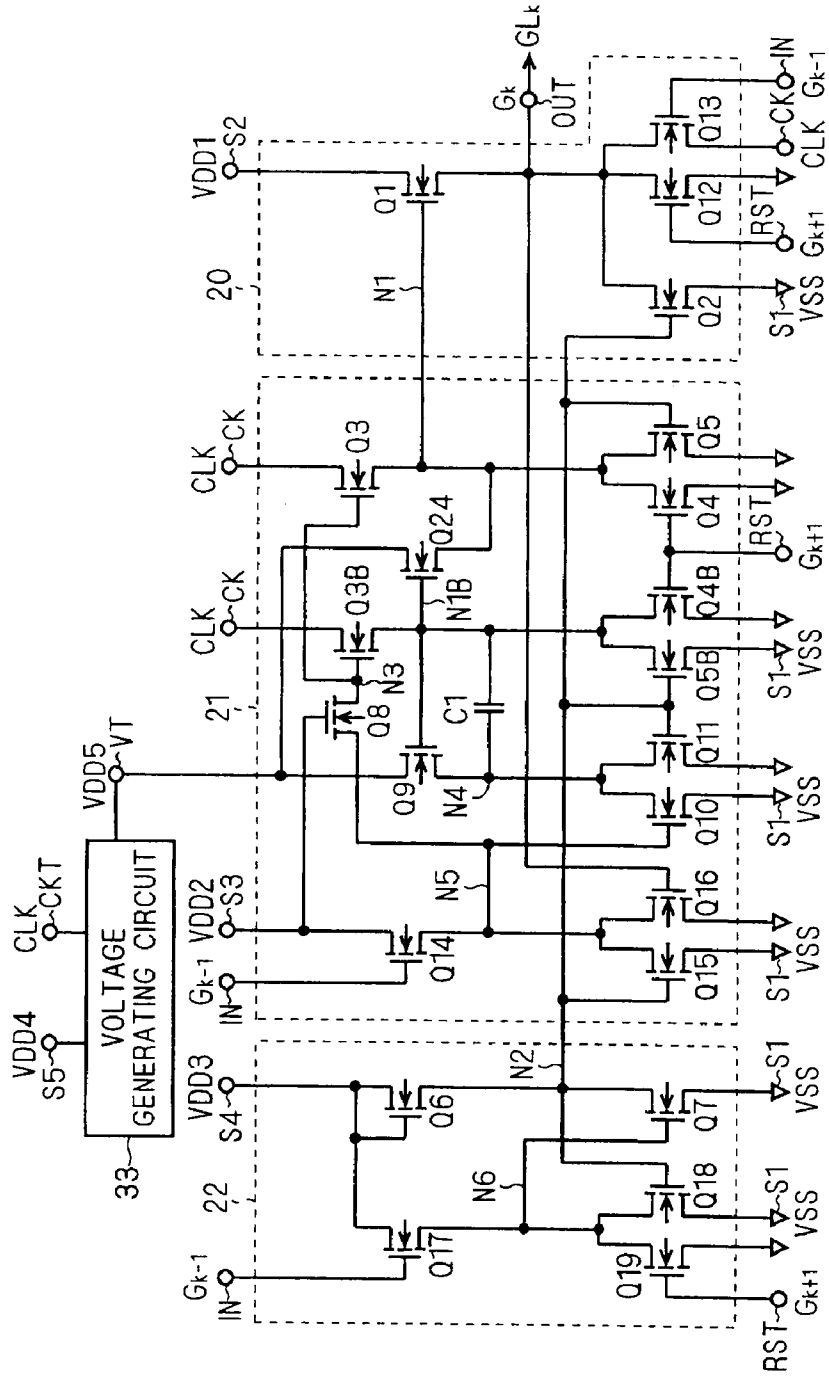 VDD4
S5
CLK
CKT
VOLTAGE
GENERATING CIRCUIT
33
VDD5
VT
22
21
20
Gk-1
IN
VDD3
S4
Gk-1
IN
VDD2
S3
CLK
CK
CLK
CK
VDD1
S2
Q17
Q6
Q14
Q8
N3
Q3B
Q3
Q9
Q24
N1B
N1
Q1
N4
C1
N5
N6
N2
Gk
OUT
GLk
Q19
Q18
Q7
Q15
Q16
Q10
Q11
Q5B
Q4B
Q4
Q5
Q2
Q12
Q13
RST
Gk+1
S1
VSS
S1
VSS
S1
VSS
S1
VSS
S1
VSS
RST
Gk+1
S1
VSS
RST
Gk+1
CK
CLK
IN
Gk-1